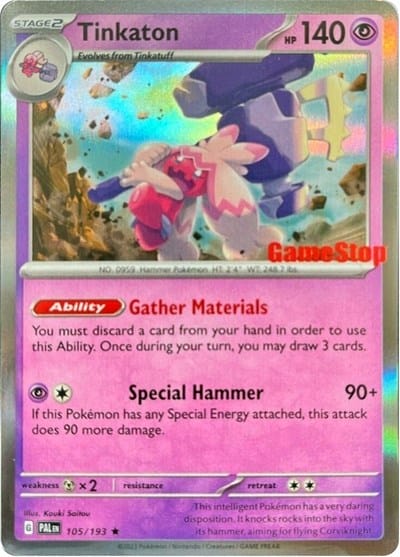 STAGE2
Tinkaton
HP 140
Evolves from Tinkatuff
GameStop
NO. 0959 Hammer Pokémon HT: 2'4" WT: 248.7 lbs.
Ability Gather Materials
You must discard a card from your hand in order to use
this Ability. Once during your turn, you may draw 3 cards.
Special Hammer 90+
If this Pokémon has any Special Energy attached, this attack
does 90 more damage.
weakness ×2 resistance retreat
Illus. Kouki Saitou
G PAL EN 105/193 ★
This intelligent Pokémon has a very daring
disposition. It knocks rocks into the sky with
its hammer, aiming for flying Corviknight.
©2023 Pokémon / Nintendo / Creatures / GAME FREAK